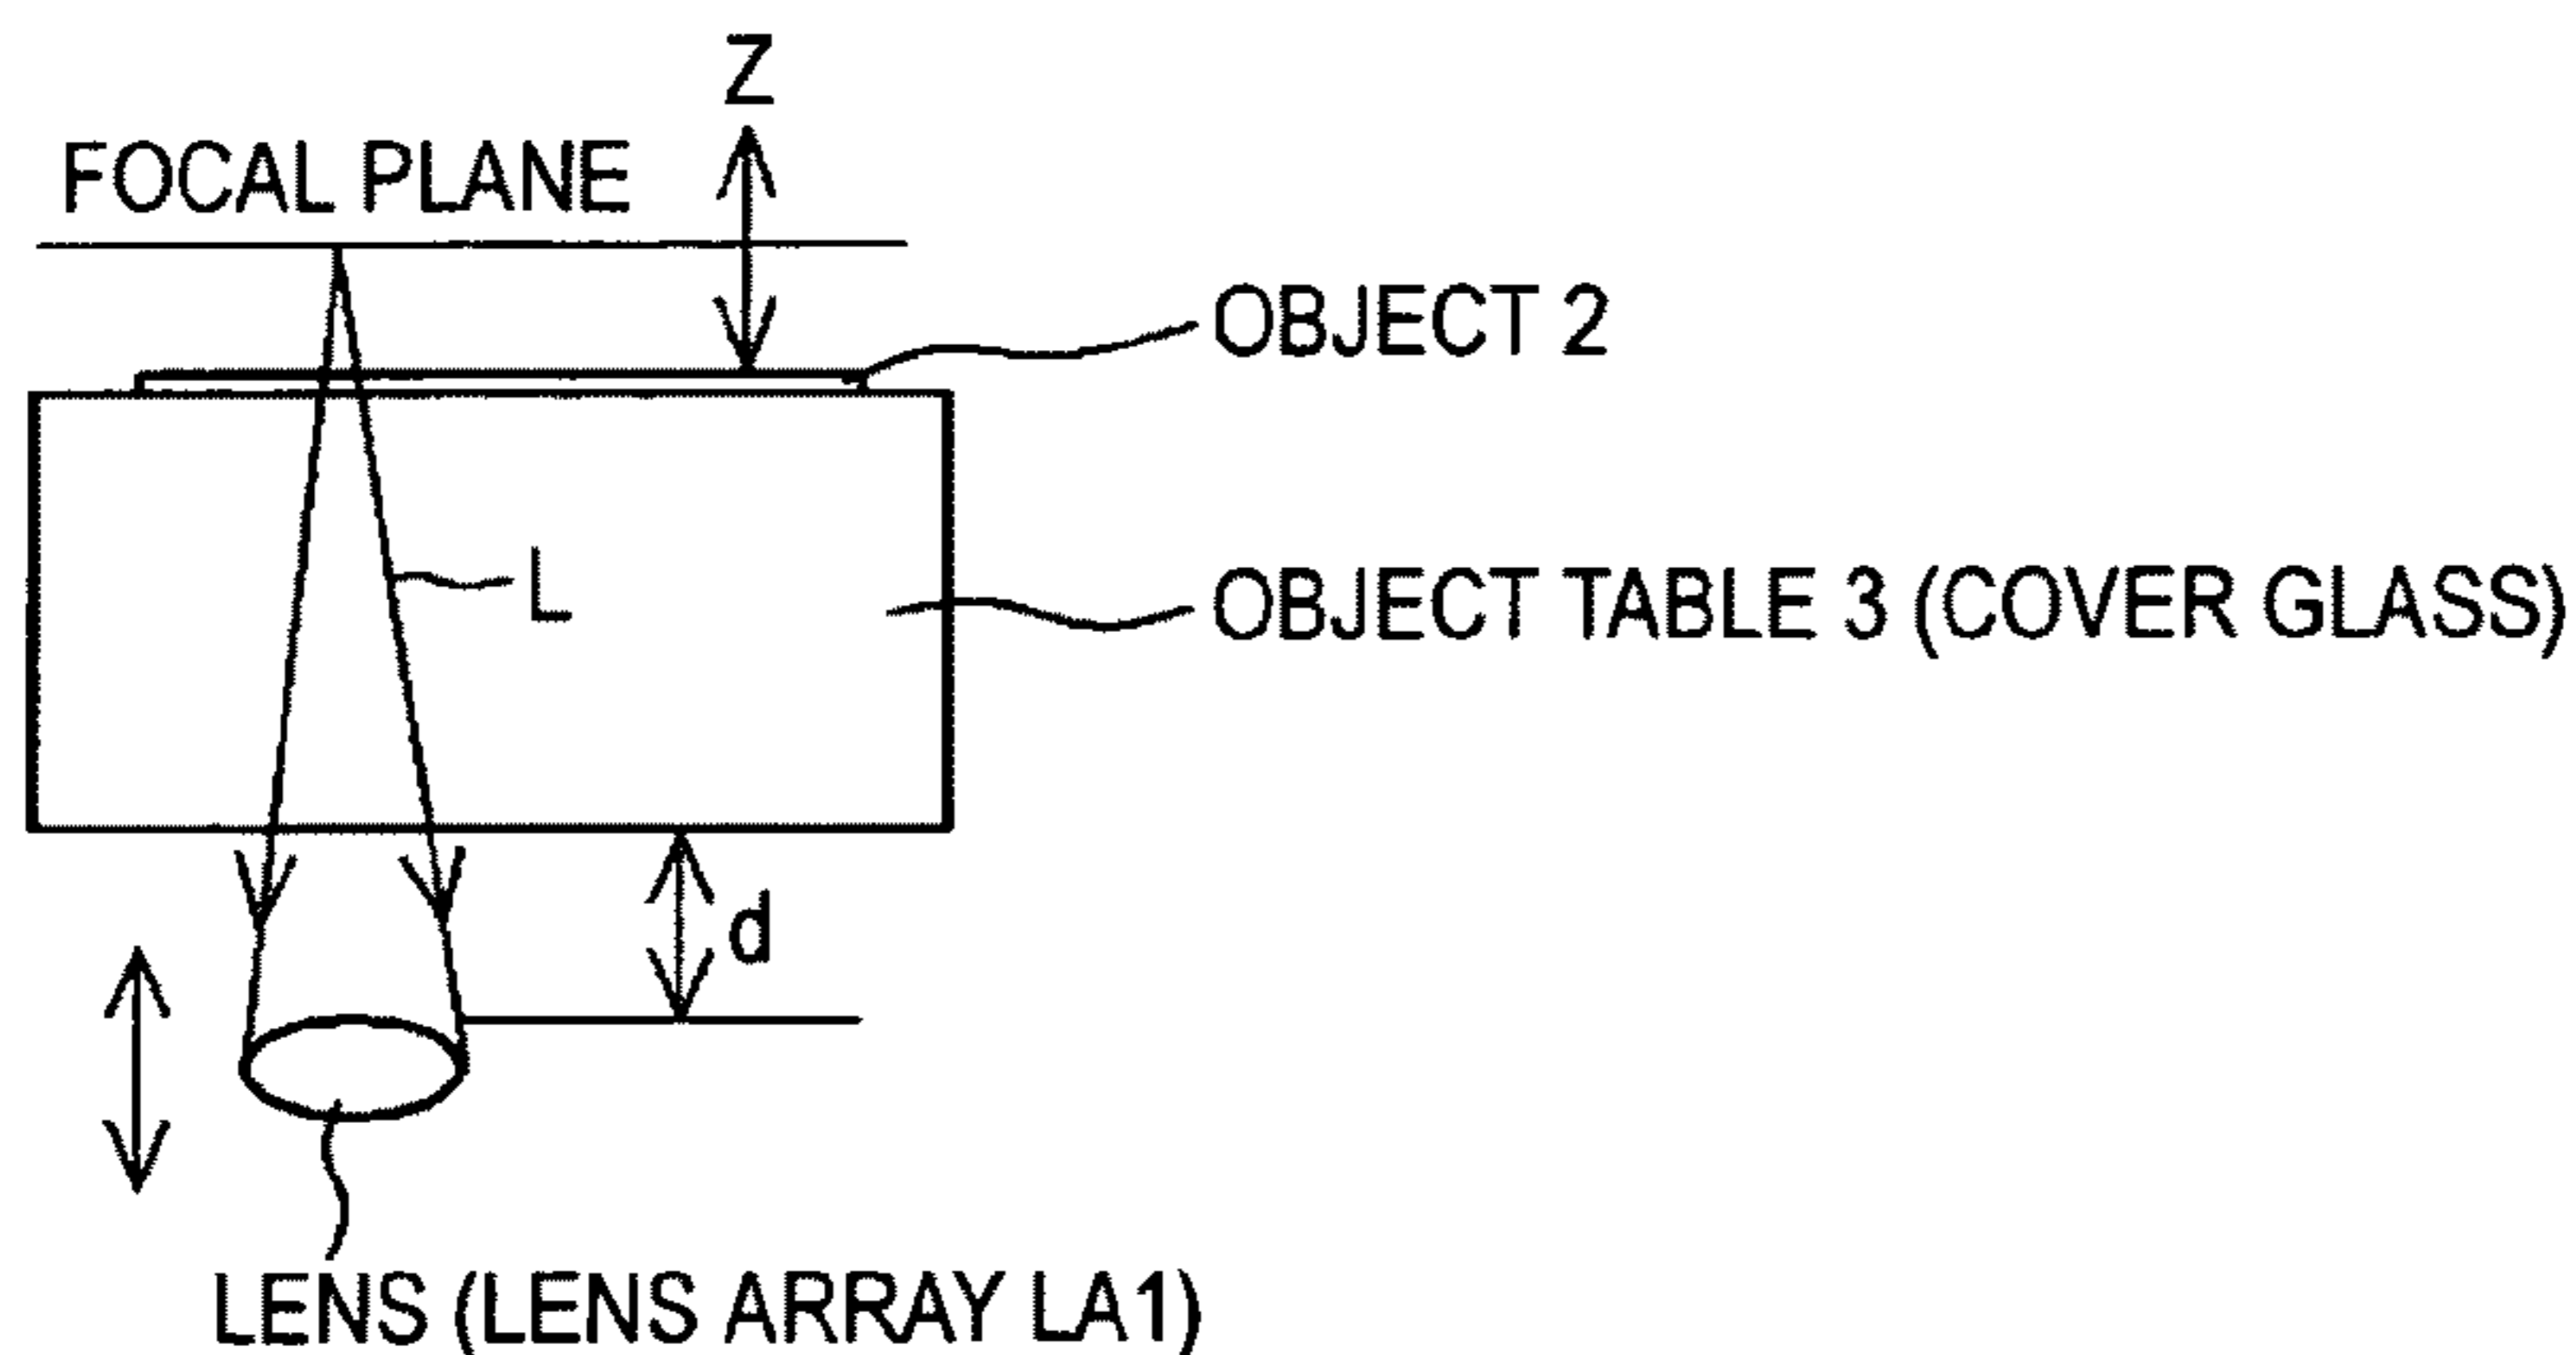 Z
FOCAL PLANE
OBJECT 2
L
OBJECT TABLE 3 (COVER GLASS)
d
LENS (LENS ARRAY LA1)